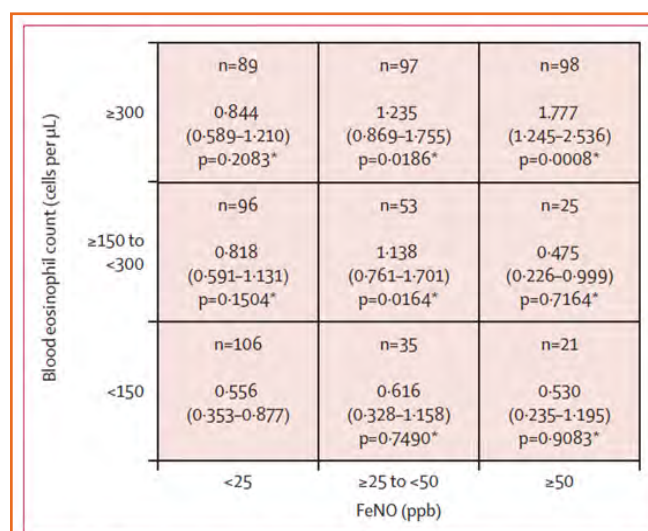 Blood eosinophil count (cells per µL)
≥300
n=89
0·844
(0·589–1·210)
p=0·2083*
n=97
1·235
(0·869–1·755)
p=0·0186*
n=98
1·777
(1·245–2·536)
p=0·0008*
≥150 to
<300
n=96
0·818
(0·591–1·131)
p=0·1504*
n=53
1·138
(0·761–1·701)
p=0·0164*
n=25
0·475
(0·226–0·999)
p=0·7164*
<150
n=106
0·556
(0·353–0·877)
n=35
0·616
(0·328–1·158)
p=0·7490*
n=21
0·530
(0·235–1·195)
p=0·9083*
<25
≥25 to <50
≥50
FeNO (ppb)